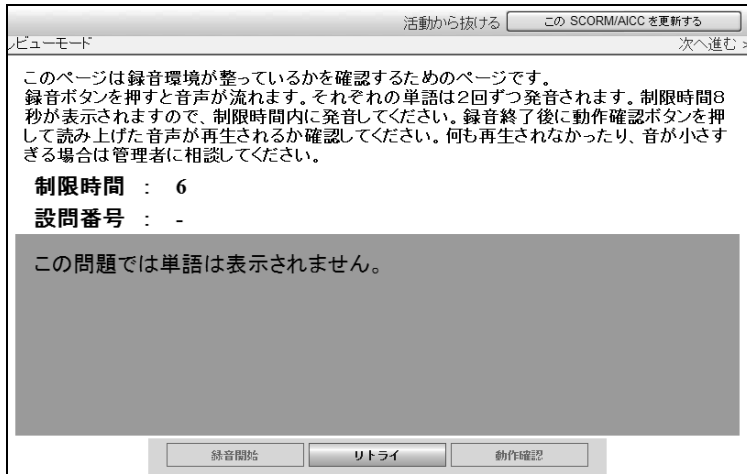 活動から抜ける この SCORM/AICC を更新する
レビューモード 次へ進む »
このページは録音環境が整っているかを確認するためのページです。
録音ボタンを押すと音声が流れます。それぞれの単語は2回ずつ発音されます。制限時間8
秒が表示されますので、制限時間内に発音してください。録音終了後に動作確認ボタンを押
して読み上げた音声が再生されるか確認してください。何も再生されなかったり、音が小さす
ぎる場合は管理者に相談してください。
制限時間 : 6
設問番号 : -
この問題では単語は表示されません。
録音開始 リトライ 動作確認